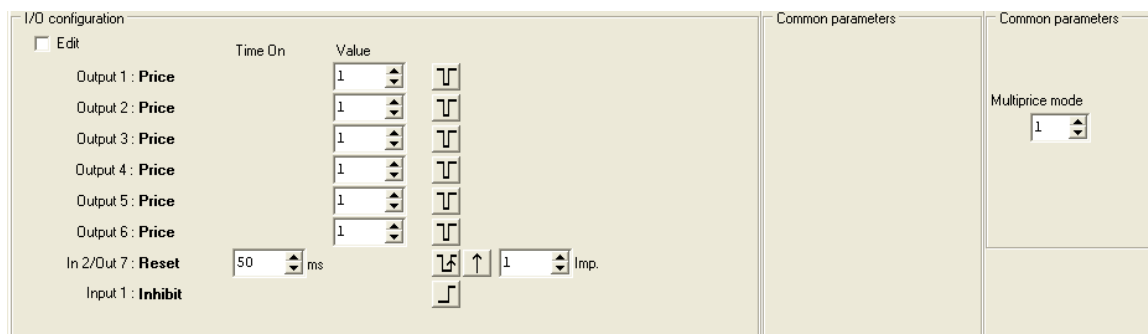 I/O configuration
Common parameters
Common parameters
Edit
Time On
Value
Output 1 : Price
1
Output 2 : Price
1
Multiprice mode
Output 3 : Price
1
1
Output 4 : Price
1
Output 5 : Price
1
Output 6 : Price
1
In 2/Out 7 : Reset
50
ms
1
Imp.
Input 1 : Inhibit